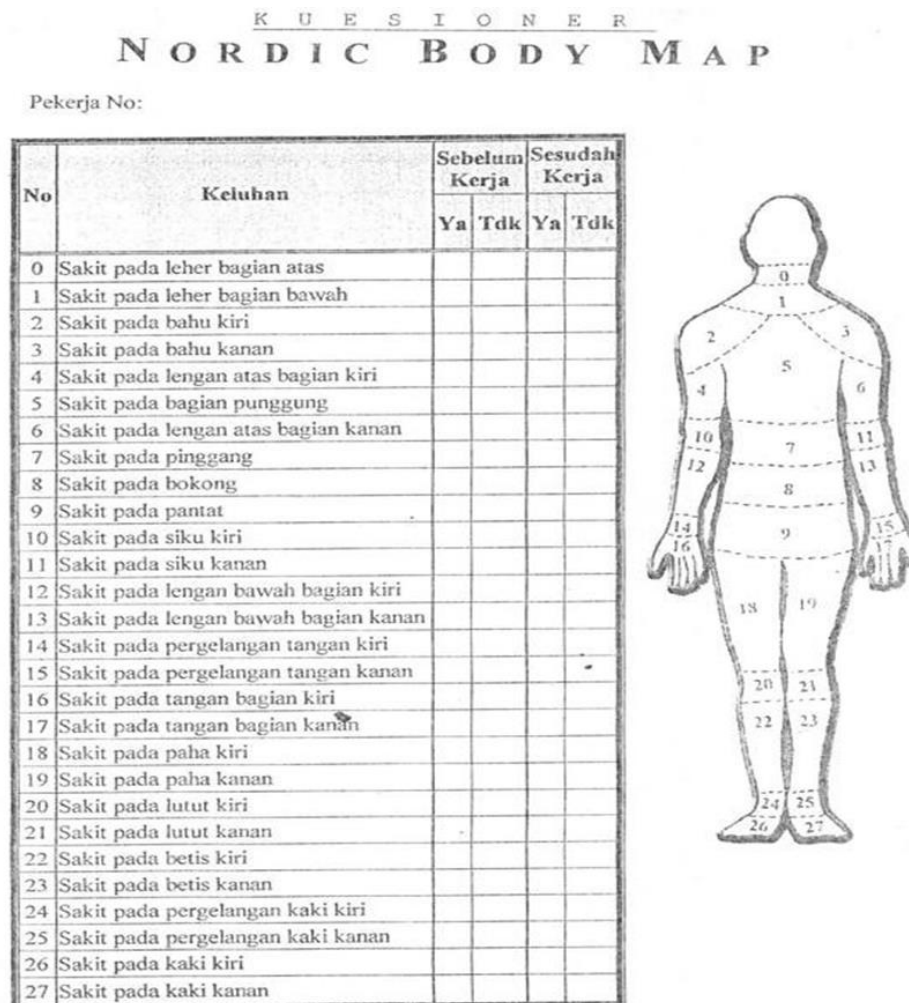 KUESIONER
NORDIC BODY MAP
Pekerja No:
No Keluhan Sebelum Kerja Sesudah Kerja
Ya Tdk Ya Tdk
0 Sakit pada leher bagian atas
1 Sakit pada leher bagian bawah
2 Sakit pada bahu kiri
3 Sakit pada bahu kanan
4 Sakit pada lengan atas bagian kiri
5 Sakit pada bagian punggung
6 Sakit pada lengan atas bagian kanan
7 Sakit pada pinggang
8 Sakit pada bokong
9 Sakit pada pantat
10 Sakit pada siku kiri
11 Sakit pada siku kanan
12 Sakit pada lengan bawah bagian kiri
13 Sakit pada lengan bawah bagian kanan
14 Sakit pada pergelangan tangan kiri
15 Sakit pada pergelangan tangan kanan
16 Sakit pada tangan bagian kiri
17 Sakit pada tangan bagian kanan
18 Sakit pada paha kiri
19 Sakit pada paha kanan
20 Sakit pada lutut kiri
21 Sakit pada lutut kanan
22 Sakit pada betis kiri
23 Sakit pada betis kanan
24 Sakit pada pergelangan kaki kiri
25 Sakit pada pergelangan kaki kanan
26 Sakit pada kaki kiri
27 Sakit pada kaki kanan
0
1
2 3
5
4 6
10 11
7
12 13
8
14 15
9
16 17
18 19
20 21
22 23
24 25
26 27